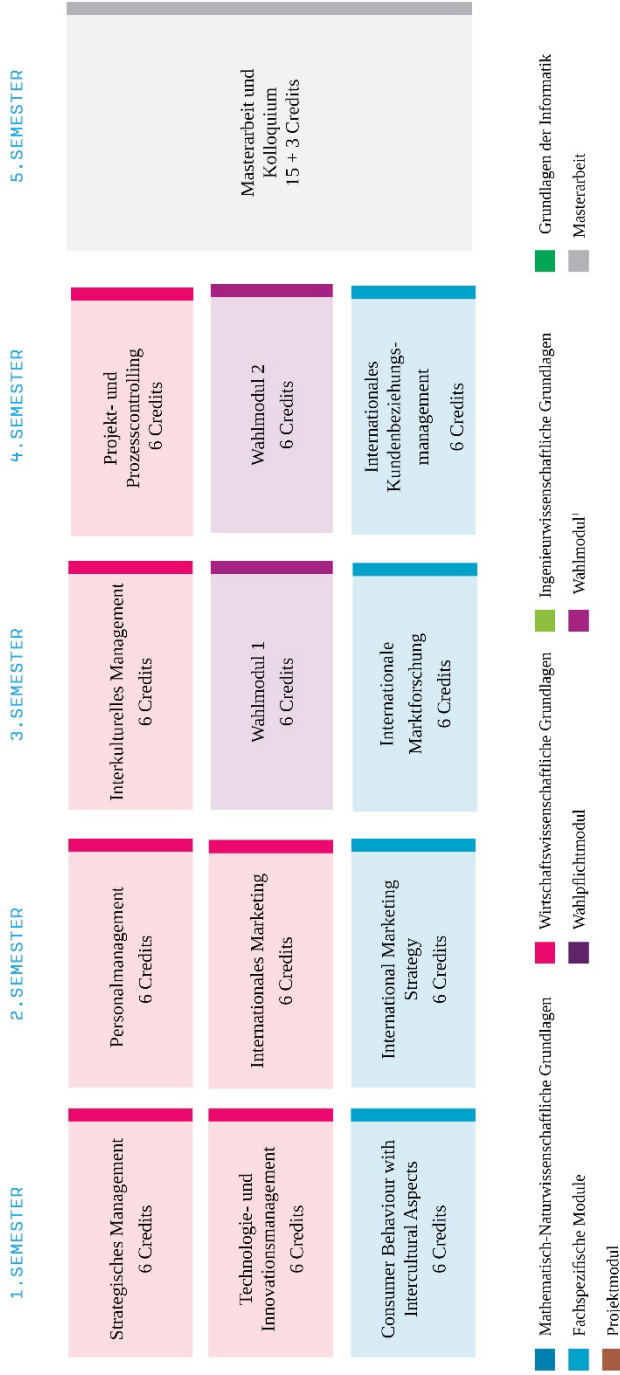 1.SEMESTER
Strategisches Management
6 Credits
Technologie- und
Innovationsmanagement
6 Credits
Consumer Behaviour with
Intercultural Aspects
6 Credits
2.SEMESTER
Personalmanagement
6 Credits
Internationales Marketing
6 Credits
International Marketing
Strategy
6 Credits
3.SEMESTER
Interkulturelles Management
6 Credits
Wahlmodul 1
6 Credits
Internationale
Marktforschung
6 Credits
4.SEMESTER
Projekt- und
Prozesscontrolling
6 Credits
Wahlmodul 2
6 Credits
Internationales
Kundenbeziehungs-
management
6 Credits
5.SEMESTER
Masterarbeit und
Kolloquium
15 + 3 Credits
Mathematisch-Naturwissenschaftliche Grundlagen
Wirtschaftswissenschaftliche Grundlagen
Ingenieurwissenschaftliche Grundlagen
Grundlagen der Informatik
Fachspezifische Module
Wahlpflichtmodul
Wahlmodul¹
Masterarbeit
Projektmodul